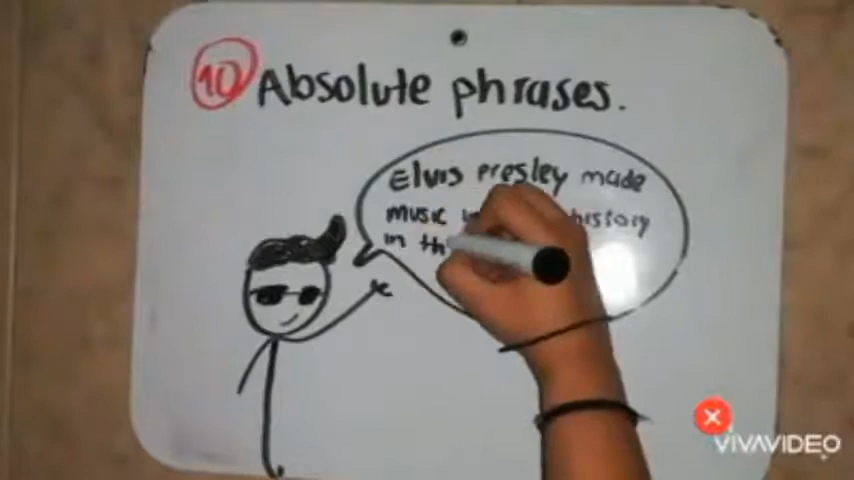 10 Absolute phrases.
Elvis Presley made
music history
in th
VIVAVIDEO